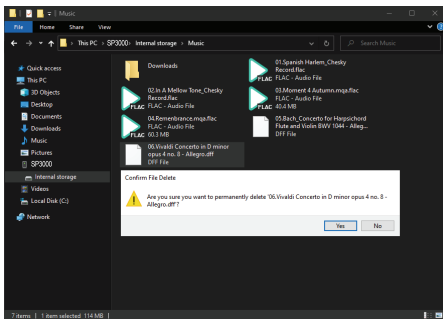 Music
File Home Share View
This PC › SP3000 › Internal storage › Music
Search Music
Quick access
This PC
3D Objects
Desktop
Documents
Downloads
Music
Pictures
SP3000
Internal storage
Videos
Local Disk (C:)
Network
Downloads
01.Spanish Harlem_Chesky
Record.flac
FLAC - Audio File
FLAC
02.In A Mellow Tone_Chesky
Record.flac
FLAC - Audio File
FLAC
03.Moment 4 Autumn.mqa.flac
FLAC - Audio File
40.4 MB
FLAC
04.Remenbrance.mqa.flac
FLAC - Audio File
60.3 MB
FLAC
05.Bach_Concerto for Harpsichord
Flute and Violin BWV 1044 - Alleg...
DFF File
06.Vivaldi Concerto in D minor
opus 4 no. 8 - Allegro.dff
DFF File
Confirm File Delete
Are you sure you want to permanently delete '06.Vivaldi Concerto in D minor opus 4 no. 8 -
Allegro.dff'?
Yes No
7 items 1 item selected 114 MB